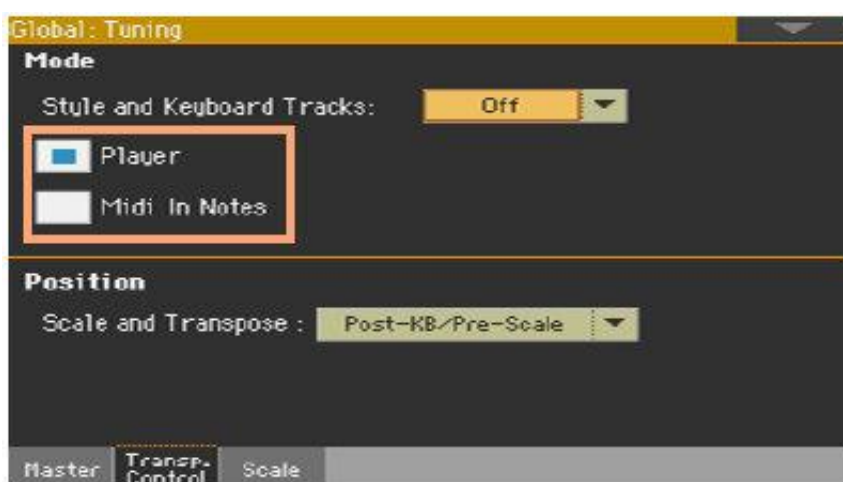 Global: Tuning
Mode
Style and Keyboard Tracks: Off
Player
Midi In Notes
Position
Scale and Transpose : Post-KB/Pre-Scale
Master Transp. Control Scale